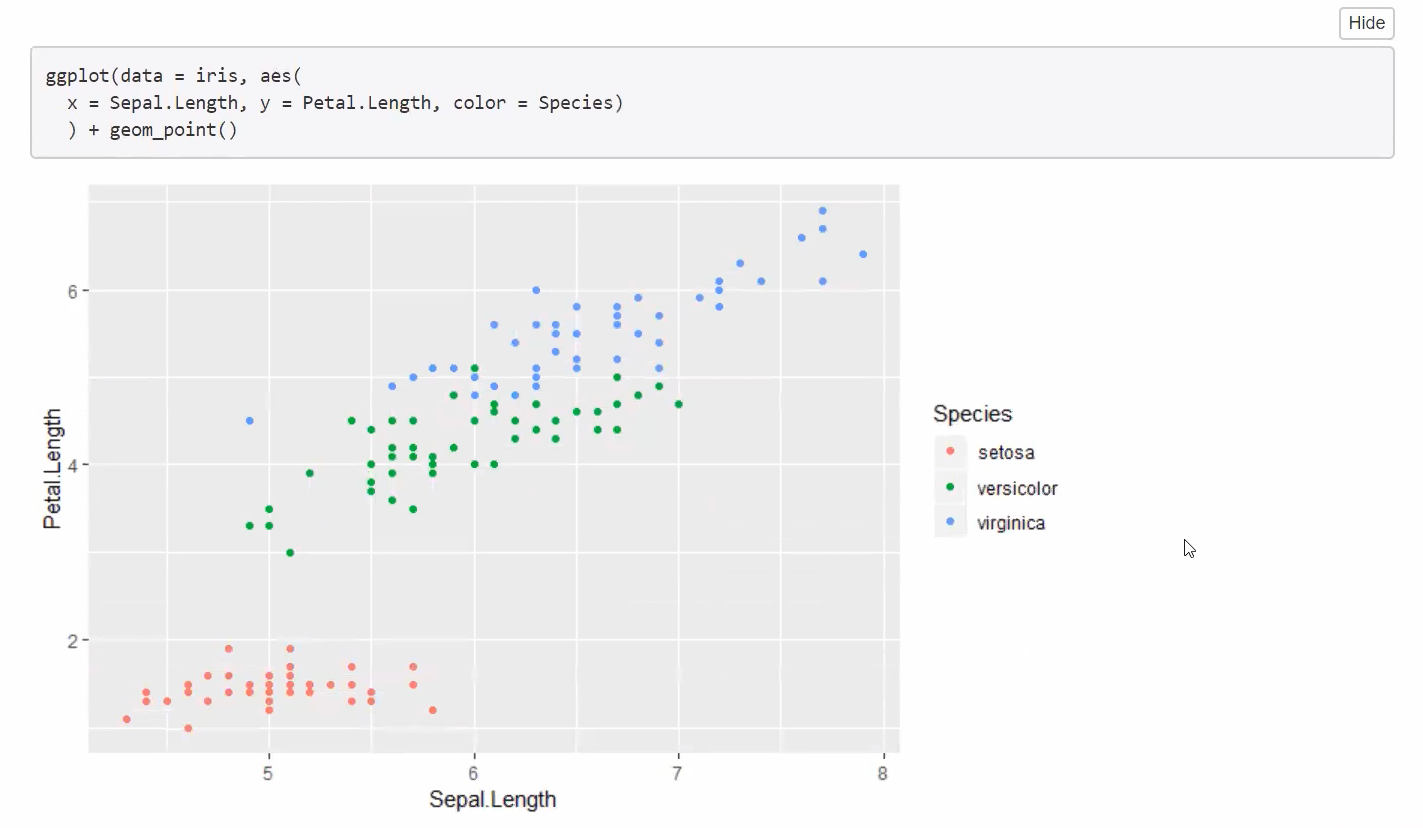 Hide
ggplot(data = iris, aes(
  x = Sepal.Length, y = Petal.Length, color = Species)
  ) + geom_point()
6
4
2
Petal.Length
5 6 7 8
Sepal.Length
Species
setosa
versicolor
virginica